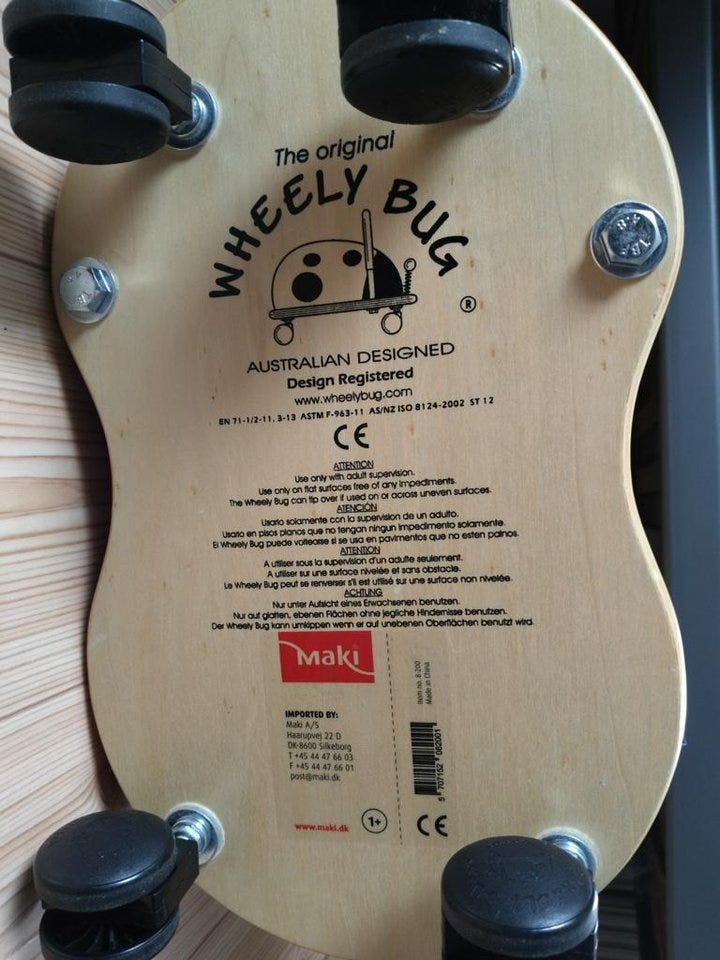 The original
WHEELY BUG
®
AUSTRALIAN DESIGNED
Design Registered
www.wheelybug.com
EN 71-1/2-11, 3-13 ASTM F-963-11 AS/NZ ISO 8124-2002 ST 12
CE
ATTENTION
Use only with adult supervision.
Use only on flat surfaces free of any impediments.
The Wheely Bug can tip over if used on or across uneven surfaces.
ATENCIÓN
Usarlo solamente con la supervision de un adulto.
Usarlo en pisos planos que no tengan ningun impedimento solamente.
El Wheely Bug puede voltearse si se usa en pavimentos que no esten palnos.
ATTENTION
A utiliser sous la supervision d'un adulte seulement.
A utiliser sur une surface nivelée et sans obstacle.
Le Wheely Bug peut se renverser s'il est utilisé sur une surface non nivelée.
ACHTUNG
Nur unter Aufsicht eines Erwachsenen benutzen.
Nur auf glatten, ebenen Flächen ohne jegliche Hindernisse benutzen.
Der Wheely Bug kann umkippen wenn er auf unebenen Oberflächen benutzt wird.
Maki
IMPORTED BY:
Maki A/S
Haarupvej 22 D
DK-8600 Silkeborg
T +45 44 47 66 03
F +45 44 47 66 01
post@maki.dk
www.maki.dk
1+
Item no. 8-200
Made in China
5 707152 082001
CE